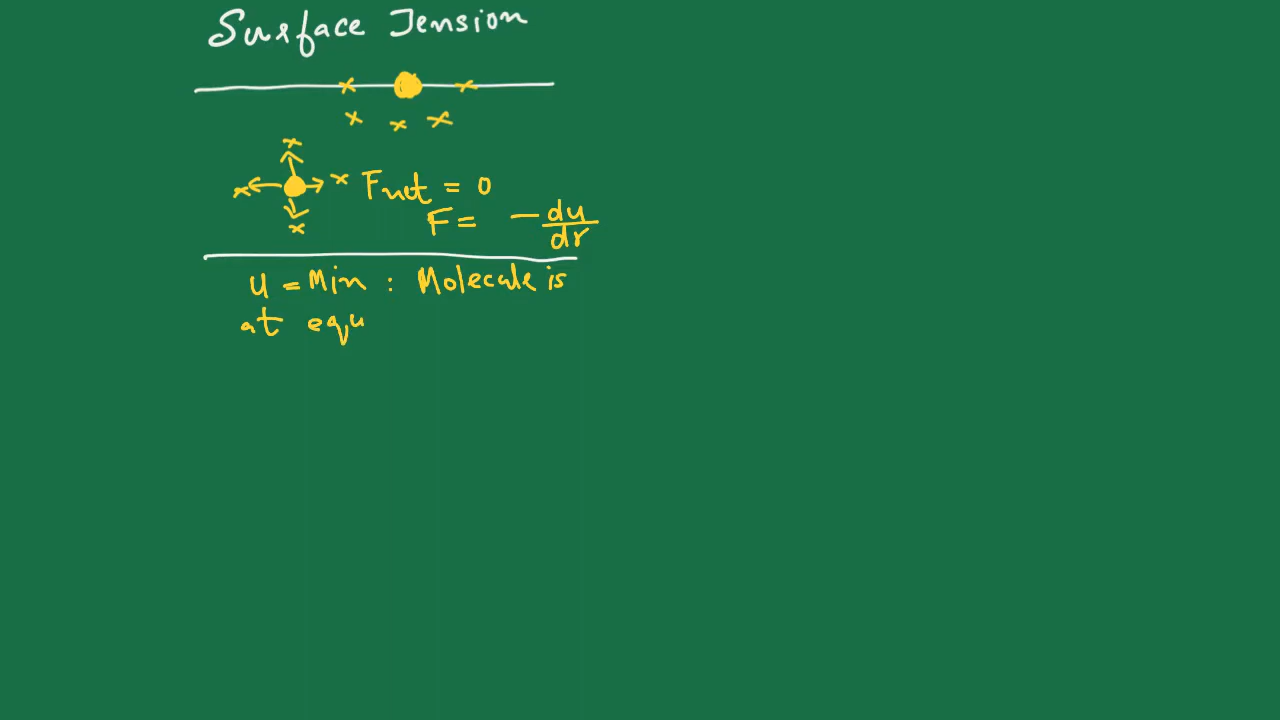 Surface Tension
Fnet = 0
F = - du/dr
U = Min : Molecule is
at equ